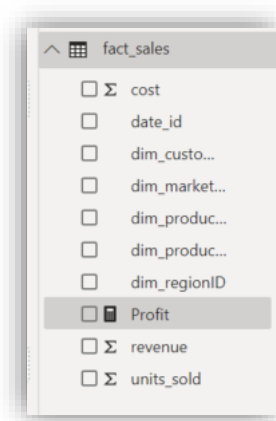 fact_sales
cost
date_id
dim_custo...
dim_market...
dim_produc...
dim_produc...
dim_regionID
Profit
revenue
units_sold